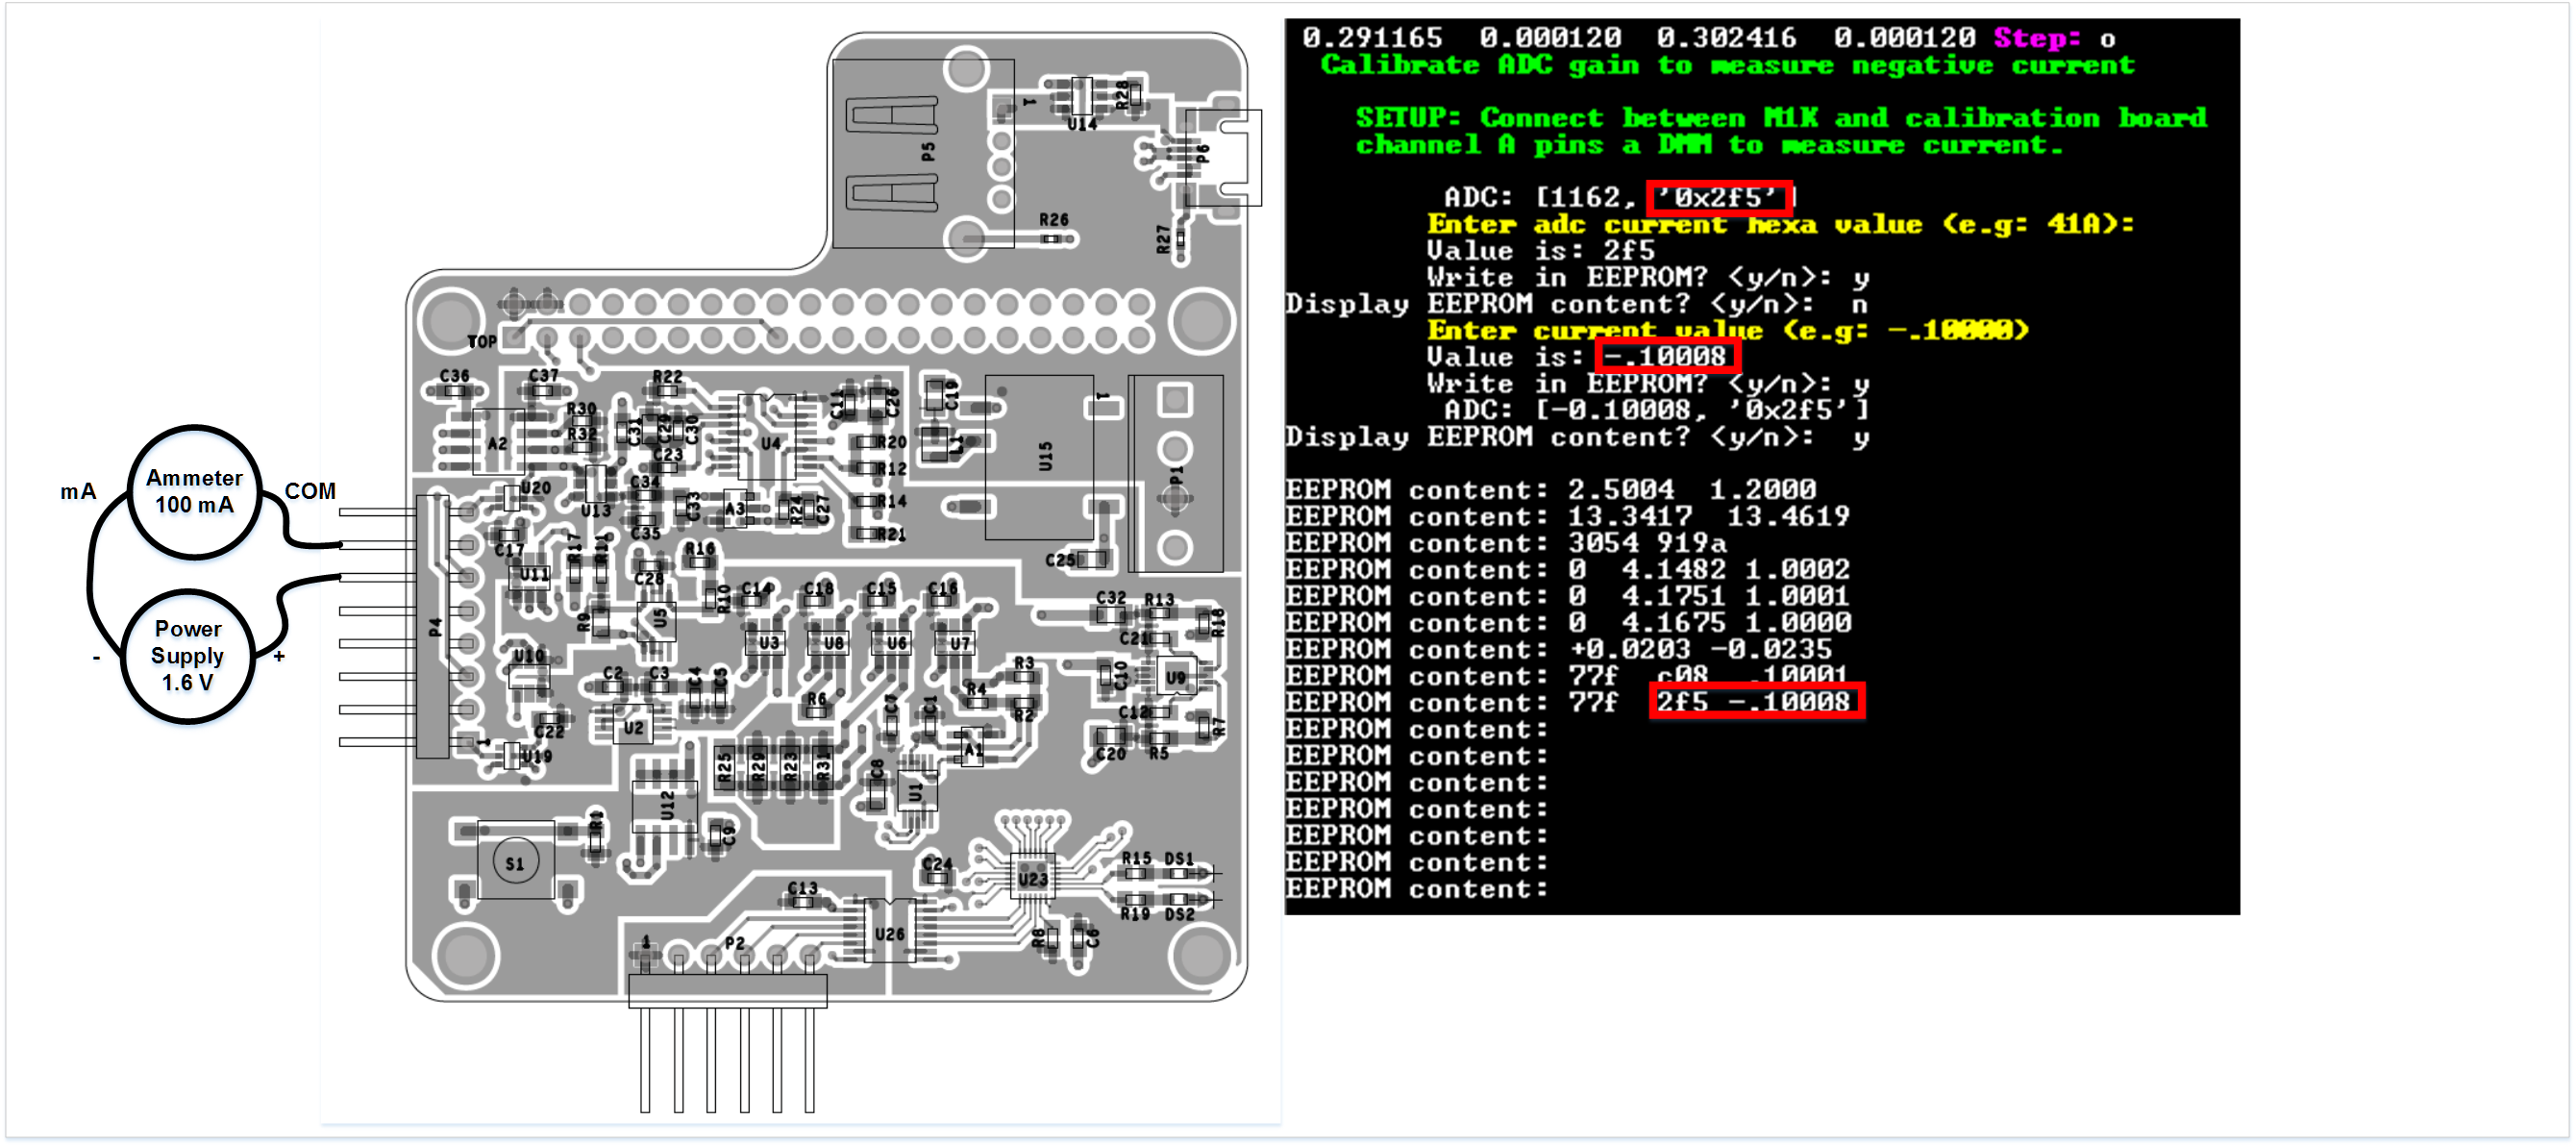 mA
Ammeter
100 mA
COM
-
Power
Supply
1.6 V
+
P5
1
U14
R28
P6
R26
R27
TOP
C36
C37
R22
A2
R30
R32
C31
C29
C30
C23
U4
C11
C26
C19
R20
L1
R12
R14
R21
U15
1
P1
U20
U13
C34
C33
C35
A3
R24
C27
C17
R17
R11
U11
C28
R16
C25
P4
R9
U5
R10
C14
C18
C15
C16
U3
U8
U6
U7
C32
R13
R18
C21
U10
C2
C3
C4
C5
R6
R3
R4
R2
C10
U9
C12
R7
C22
U2
C7
C1
A1
C20
R5
1
U19
R25
R29
R23
R31
C8
U1
U12
C9
R1
S1
C24
U23
R15
DS1
R19
DS2
C13
U26
R8
C6
1
P2
0.291165 0.000120 0.302416 0.000120 Step: o
Calibrate ADC gain to measure negative current
SETUP: Connect between M1K and calibration board
channel A pins a DMM to measure current.
ADC: [1162, '0x2f5']
Enter adc current hexa value (e.g: 41A):
Value is: 2f5
Write in EEPROM? <y/n>: y
Display EEPROM content? <y/n>: n
Enter current value (e.g: -.10000)
Value is: -.10008
Write in EEPROM? <y/n>: y
ADC: [-0.10008, '0x2f5']
Display EEPROM content? <y/n>: y
EEPROM content: 2.5004 1.2000
EEPROM content: 13.3417 13.4619
EEPROM content: 3054 919a
EEPROM content: 0 4.1482 1.0002
EEPROM content: 0 4.1751 1.0001
EEPROM content: 0 4.1675 1.0000
EEPROM content: +0.0203 -0.0235
EEPROM content: 77f c08 .10001
EEPROM content: 77f 2f5 -.10008
EEPROM content:
EEPROM content:
EEPROM content:
EEPROM content:
EEPROM content:
EEPROM content:
EEPROM content: